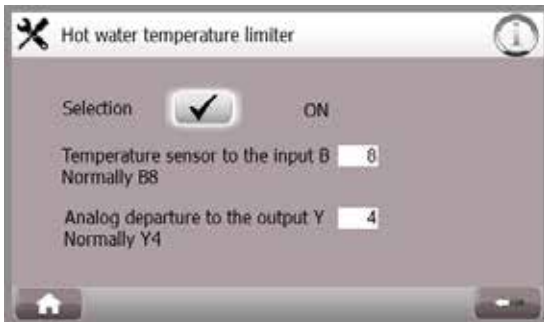 Hot water temperature limiter
Selection ON
Temperature sensor to the input B 8
Normally B8
Analog departure to the output Y 4
Normally Y4